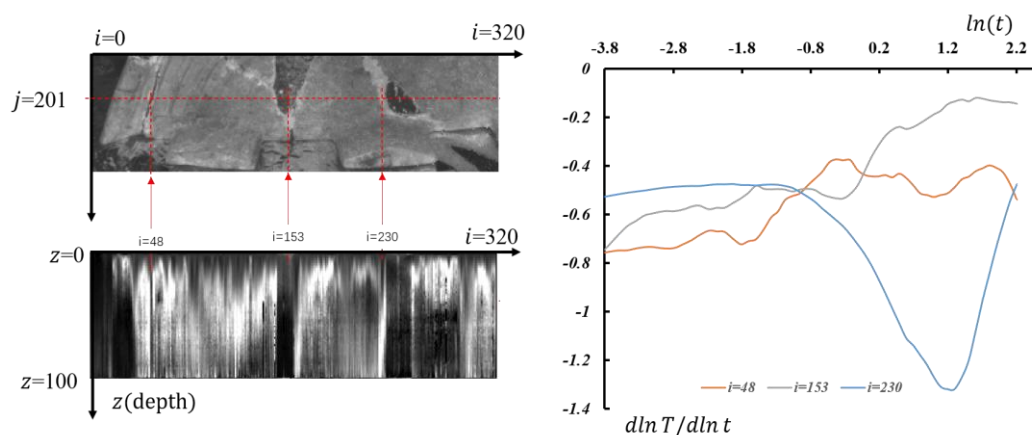 i=0
i=320
j=201
i=48
i=153
i=230
i=320
z=0
z=100
z(depth)
ln(t)
-3.8 -2.8 -1.8 -0.8 0.2 1.2 2.2
0
-0.2
-0.4
-0.6
-0.8
-1
-1.2
-1.4
i=48 i=153 i=230
dln T/dln t